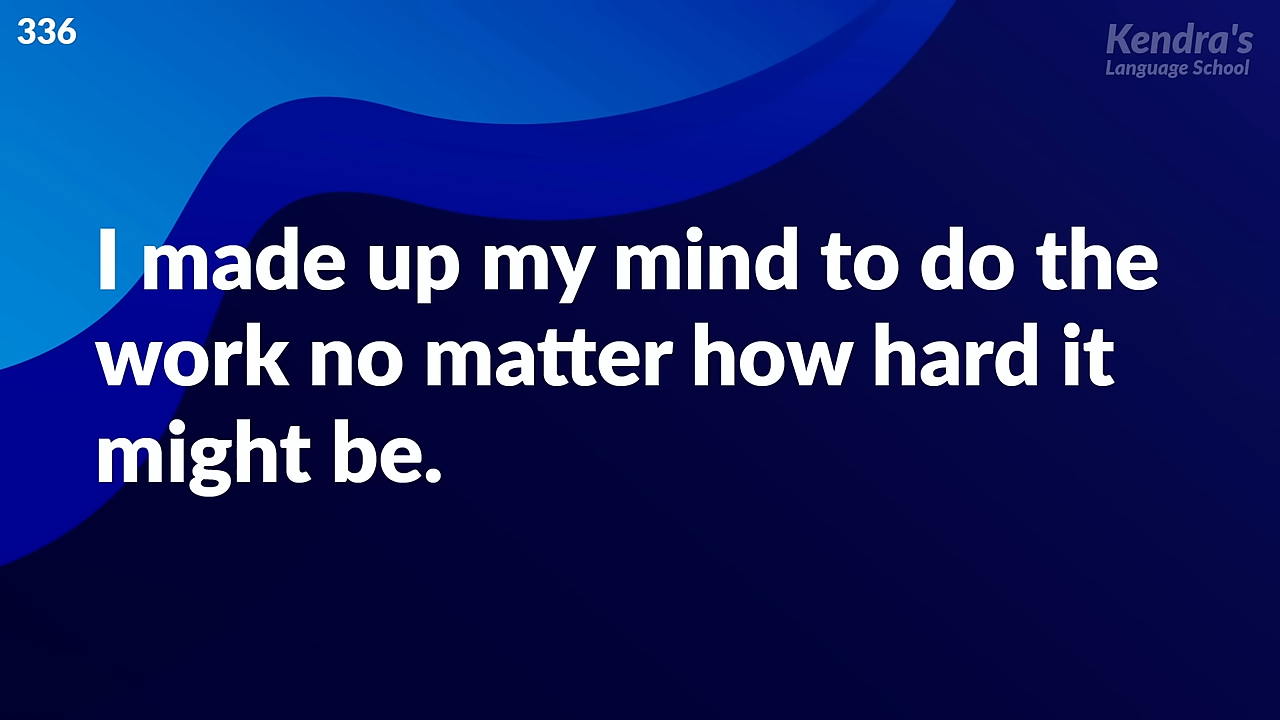 336
Kendra's
Language School
I made up my mind to do the
work no matter how hard it
might be.